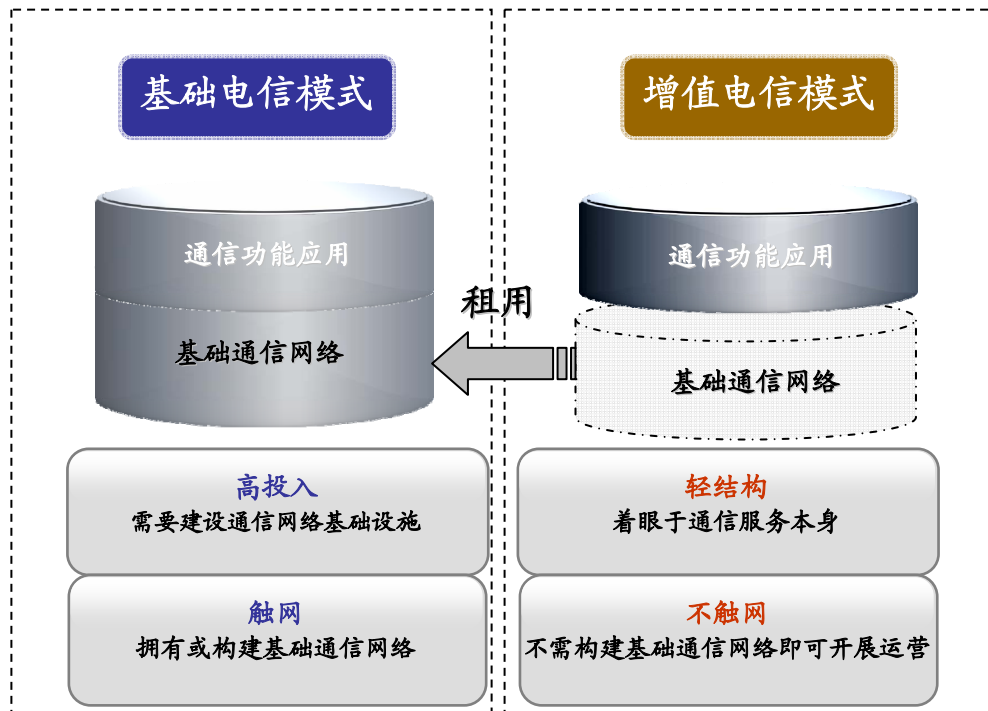 基础电信模式
通信功能应用
基础通信网络
高投入
需要建设通信网络基础设施
触网
拥有或构建基础通信网络
租用
增值电信模式
通信功能应用
基础通信网络
轻结构
着眼于通信服务本身
不触网
不需构建基础通信网络即可开展运营